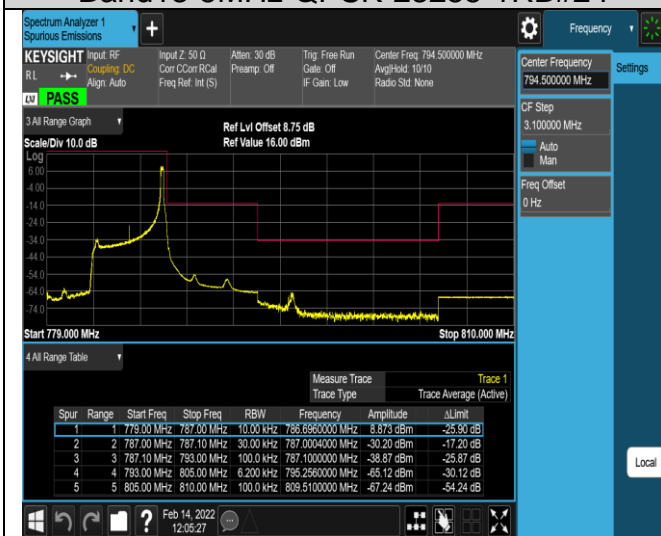 Band13 5MHz QPSK 23255 1RB#24
Spectrum Analyzer 1
Spurious Emissions
Frequency
KEYSIGHT Input: RF Input Z: 50 Ω Atten: 30 dB Trig: Free Run Center Freq: 794.500000 MHz
R L Coupling: DC Corr CCorr RCal Preamp: Off Gate: Off Avg|Hold: 10/10
Align: Auto Freq Ref: Int (S) IF Gain: Low Radio Std: None
LW PASS
Center Frequency
794.500000 MHz
Settings
CF Step
3.100000 MHz
Auto
Man
Freq Offset
0 Hz
3 All Range Graph
Ref Lvl Offset 8.75 dB
Scale/Div 10.0 dB Ref Value 16.00 dBm
Log
6.00
-4.00
-14.0
-24.0
-34.0
-44.0
-54.0
-64.0
-74.0
Start 779.000 MHz Stop 810.000 MHz
4 All Range Table
Measure Trace Trace 1
Trace Type Trace Average (Active)
Spur Range Start Freq Stop Freq RBW Frequency Amplitude ΔLimit
1 1 779.00 MHz 787.00 MHz 10.00 kHz 786.6960000 MHz 8.873 dBm -25.90 dB
2 2 787.00 MHz 787.10 MHz 30.00 kHz 787.0004000 MHz -30.20 dBm -17.20 dB
3 3 787.10 MHz 793.00 MHz 100.0 kHz 787.1000000 MHz -38.87 dBm -25.87 dB
4 4 793.00 MHz 805.00 MHz 6.200 kHz 795.2560000 MHz -65.12 dBm -30.12 dB
5 5 805.00 MHz 810.00 MHz 100.0 kHz 809.5100000 MHz -67.24 dBm -54.24 dB
Local
Feb 14, 2022
12:05:27